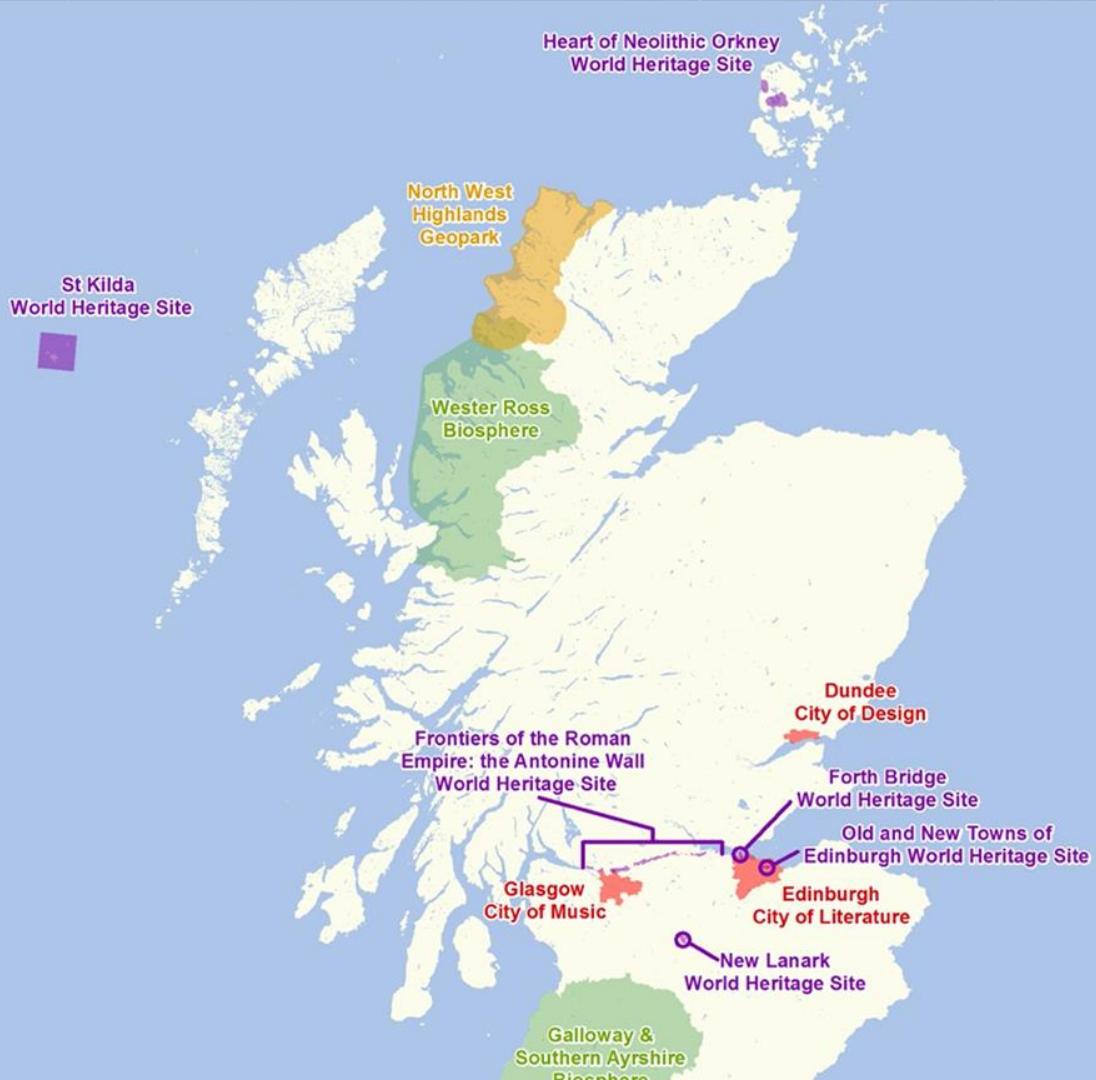 Heart of Neolithic Orkney
World Heritage Site
North West
Highlands
Geopark
St Kilda
World Heritage Site
Wester Ross
Biosphere
Dundee
City of Design
Frontiers of the Roman
Empire: the Antonine Wall
World Heritage Site
Forth Bridge
World Heritage Site
Old and New Towns of
Edinburgh World Heritage Site
Glasgow
City of Music
Edinburgh
City of Literature
New Lanark
World Heritage Site
Galloway &
Southern Ayrshire
Biosphere